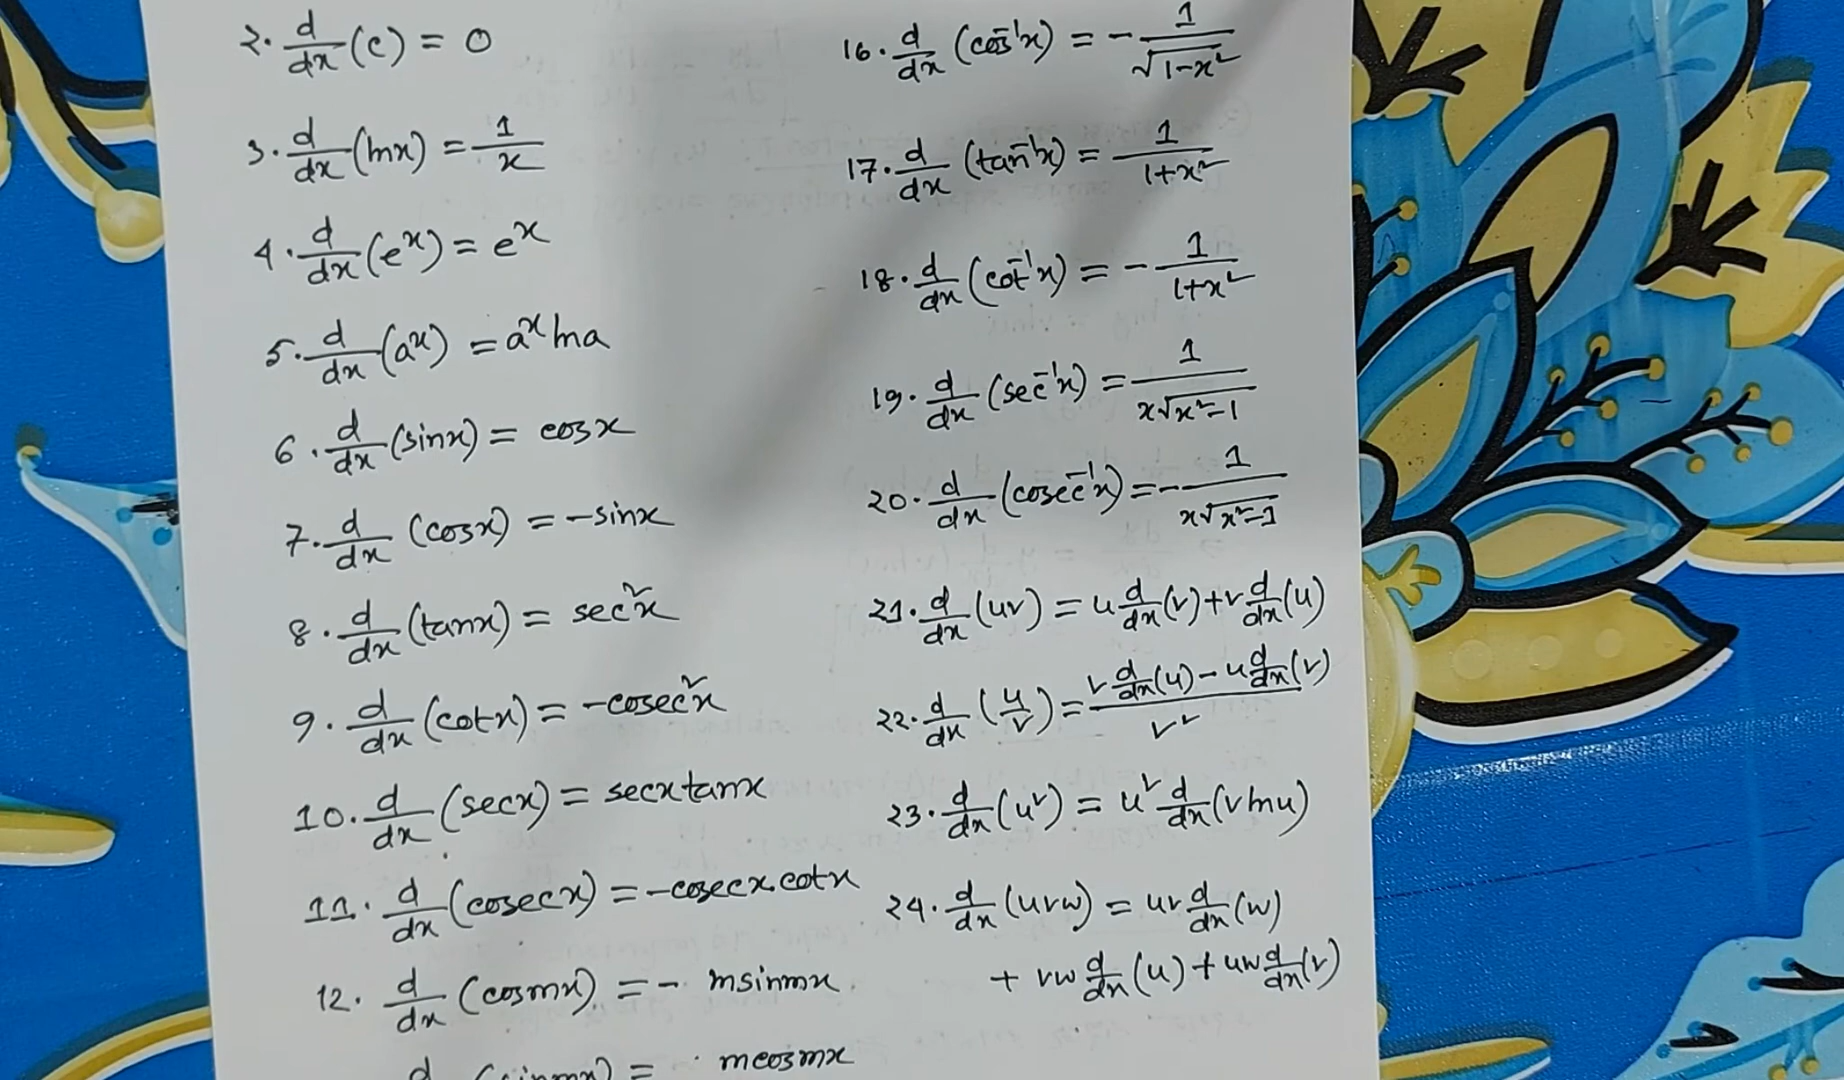 2. d/dx (c) = 0
3. d/dx (lnx) = 1/x
4. d/dx (eˣ) = eˣ
5. d/dx (aˣ) = aˣ lna
6. d/dx (sinx) = cosx
7. d/dx (cosx) = -sinx
8. d/dx (tanx) = sec²x
9. d/dx (cotx) = -cosec²x
10. d/dx (secx) = secx tanx
11. d/dx (cosecx) = -cosecx.cotx
12. d/dx (cosmx) = - msinmx
d (sinmx) = mcosmx
16. d/dx (cos⁻¹x) = - 1/√(1-x²)
17. d/dx (tan⁻¹x) = 1/(1+x²)
18. d/dx (cot⁻¹x) = - 1/(1+x²)
19. d/dx (sec⁻¹x) = 1/(x√(x²-1))
20. d/dx (cosec⁻¹x) = - 1/(x√(x²-1))
21. d/dx (uv) = u d/dx (v) + v d/dx (u)
22. d/dx (u/v) = (v d/dx (u) - u d/dx (v))/v²
23. d/dx (uᵛ) = uᵛ d/dx (v lnu)
24. d/dx (uvw) = uv d/dx (w)
+ vw d/dx (u) + uw d/dx (v)